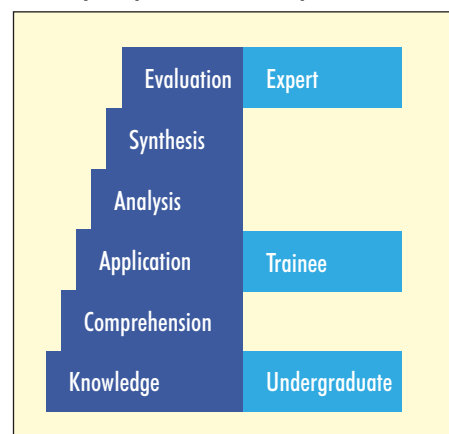 Evaluation Expert
Synthesis
Analysis
Application Trainee
Comprehension
Knowledge Undergraduate